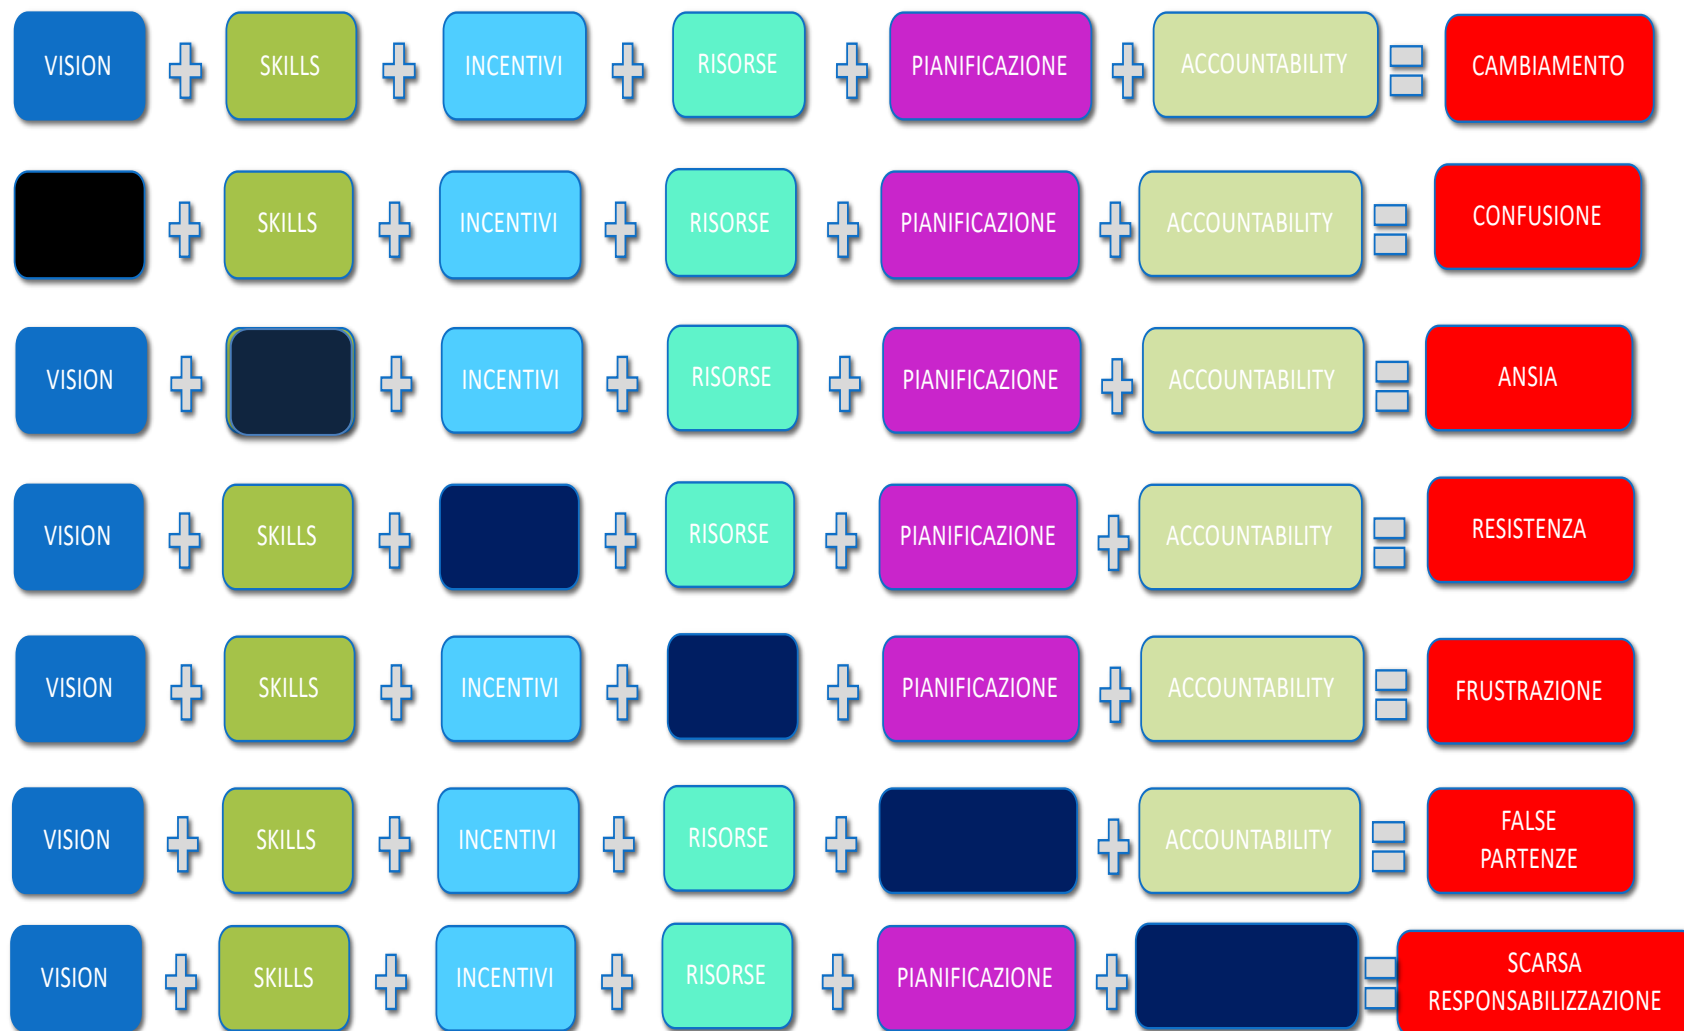 VISION SKILLS INCENTIVI RISORSE PIANIFICAZIONE ACCOUNTABILITY CAMBIAMENTO
SKILLS INCENTIVI RISORSE PIANIFICAZIONE ACCOUNTABILITY CONFUSIONE
VISION INCENTIVI RISORSE PIANIFICAZIONE ACCOUNTABILITY ANSIA
VISION SKILLS RISORSE PIANIFICAZIONE ACCOUNTABILITY RESISTENZA
VISION SKILLS INCENTIVI PIANIFICAZIONE ACCOUNTABILITY FRUSTRAZIONE
VISION SKILLS INCENTIVI RISORSE ACCOUNTABILITY FALSE
PARTENZE
VISION SKILLS INCENTIVI RISORSE PIANIFICAZIONE SCARSA
RESPONSABILIZZAZIONE